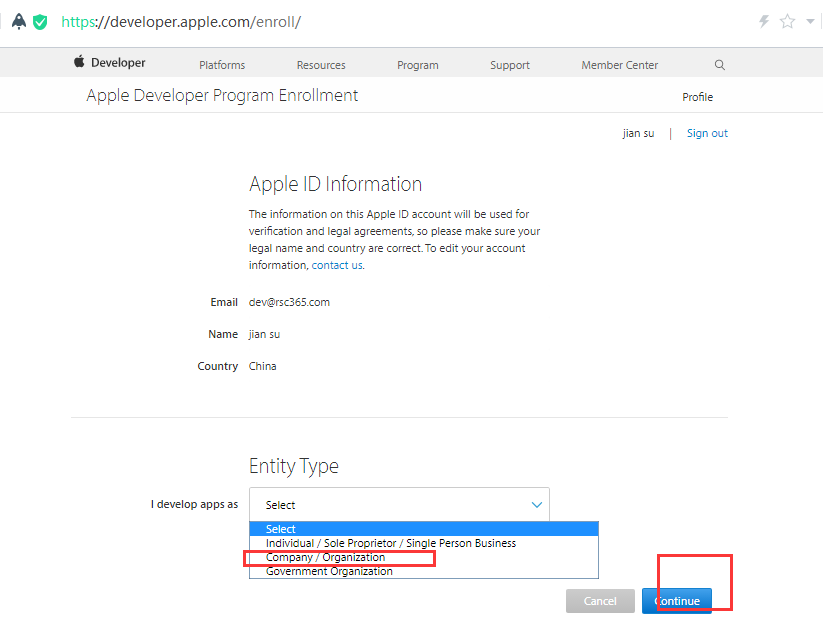 https://developer.apple.com/enroll/
Developer Platforms Resources Program Support Member Center
Apple Developer Program Enrollment Profile
jian su | Sign out
Apple ID Information
The information on this Apple ID account will be used for
verification and legal agreements, so please make sure your
legal name and country are correct. To edit your account
information, contact us.
Email dev@rsc365.com
Name jian su
Country China
Entity Type
I develop apps as Select
Select
Individual / Sole Proprietor / Single Person Business
Company / Organization
Government Organization
Cancel Continue